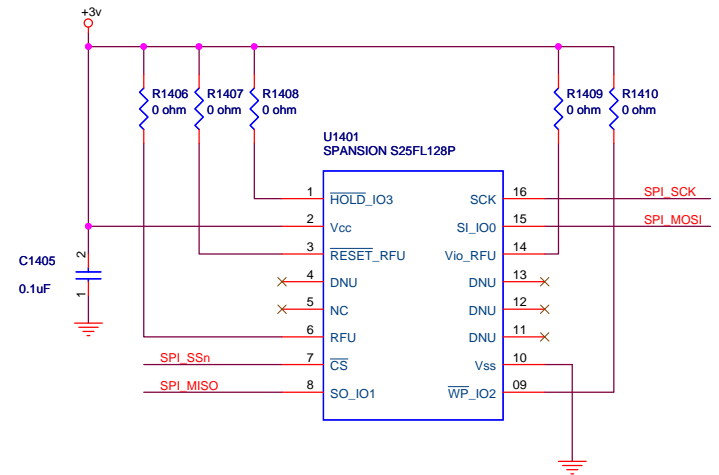 +3v
R1406
0 ohm
R1407
0 ohm
R1408
0 ohm
R1409
0 ohm
R1410
0 ohm
U1401
SPANSION S25FL128P
1 HOLD_IO3
SCK 16 SPI_SCK
2 Vcc
SI_IO0 15 SPI_MOSI
3 RESET_RFU
Vio_RFU 14
4 DNU
DNU 13
5 NC
DNU 12
6 RFU
DNU 11
SPI_SSn 7 CS
Vss 10
SPI_MISO 8 SO_IO1
WP_IO2 09
C1405
0.1uF
2
1